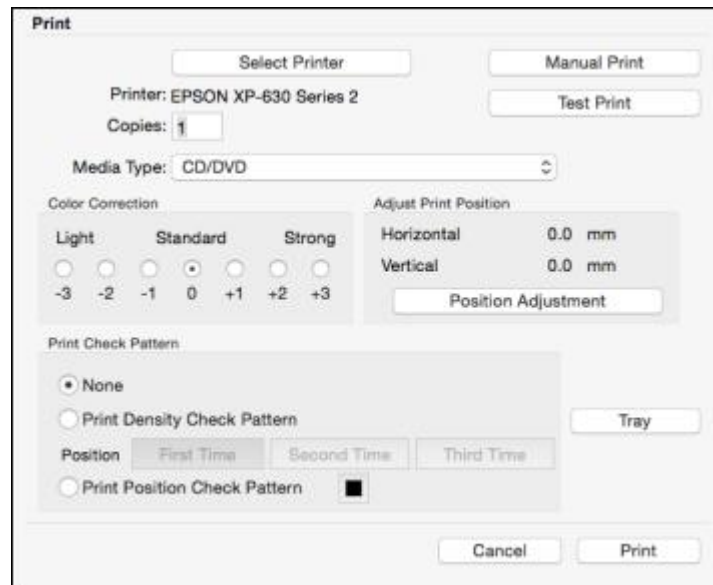 Print
Select Printer
Manual Print
Printer: EPSON XP-630 Series 2
Test Print
Copies: 1
Media Type: CD/DVD
Color Correction
Adjust Print Position
Light Standard Strong
Horizontal 0.0 mm
Vertical 0.0 mm
-3 -2 -1 0 +1 +2 +3
Position Adjustment
Print Check Pattern
None
Print Density Check Pattern
Tray
Position First Time Second Time Third Time
Print Position Check Pattern
Cancel Print